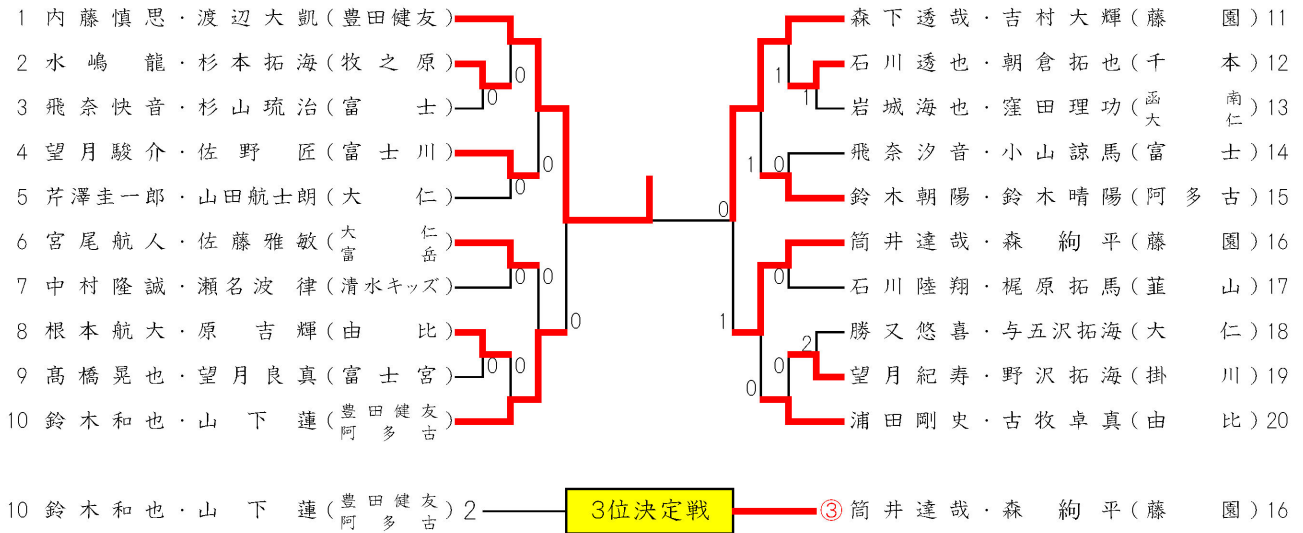 1 内藤慎思・渡辺大凱(豊田健友)
2 水嶋 龍・杉本拓海(牧之原)
3 飛奈快音・杉山琉治(富 士)
4 望月駿介・佐野 匠(富士川)
5 芹澤圭一郎・山田航士朗(大 仁)
6 宮尾航人・佐藤雅敏(大 仁 富 岳)
7 中村隆誠・瀬名波 律(清水キッズ)
8 根本航大・原 吉輝(由 比)
9 髙橋晃也・望月良真(富士宮)
10 鈴木和也・山下 蓮(豊田健友 阿多古)
0
0
0
0
0
0
0
0
0
0
森下透哉・吉村大輝(藤 園)11
石川透也・朝倉拓也(千 本)12
岩城海也・窪田理功(函 南 大 仁)13
飛奈汐音・小山諒馬(富 士)14
鈴木朝陽・鈴木晴陽(阿多古)15
筒井達哉・森 絢平(藤 園)16
石川陸翔・梶原拓馬(韮 山)17
勝又悠喜・与五沢拓海(大 仁)18
望月紀寿・野沢拓海(掛 川)19
浦田剛史・古牧卓真(由 比)20
1
1
1
0
0
1
0
2
0
0
10 鈴木和也・山下 蓮(豊田健友 阿多古)2
3位決定戦
③筒井達哉・森 絢平(藤 園)16